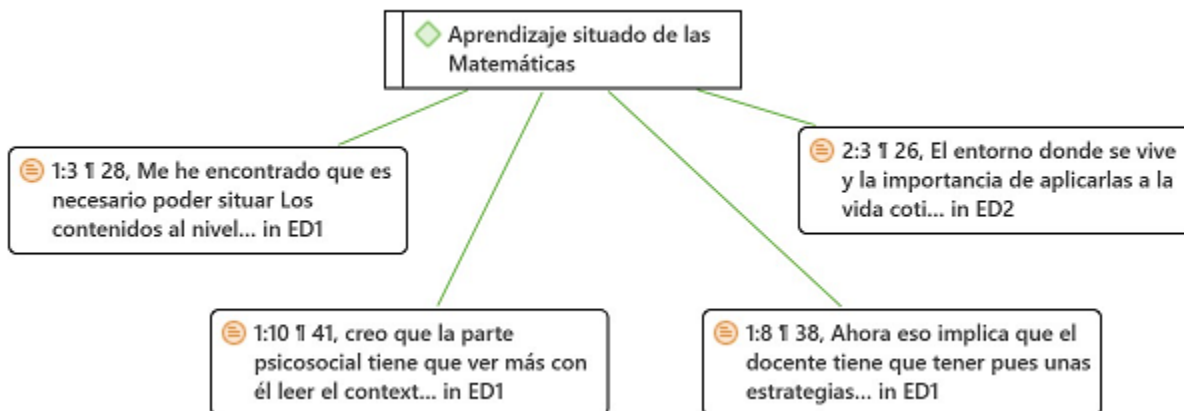 Aprendizaje situado de las
Matemáticas
1:3 ¶ 28, Me he encontrado que es
necesario poder situar Los
contenidos al nivel... in ED1
2:3 ¶ 26, El entorno donde se vive
y la importancia de aplicarlas a la
vida coti... in ED2
1:10 ¶ 41, creo que la parte
psicosocial tiene que ver más con
él leer el context... in ED1
1:8 ¶ 38, Ahora eso implica que el
docente tiene que tener pues unas
estrategias... in ED1